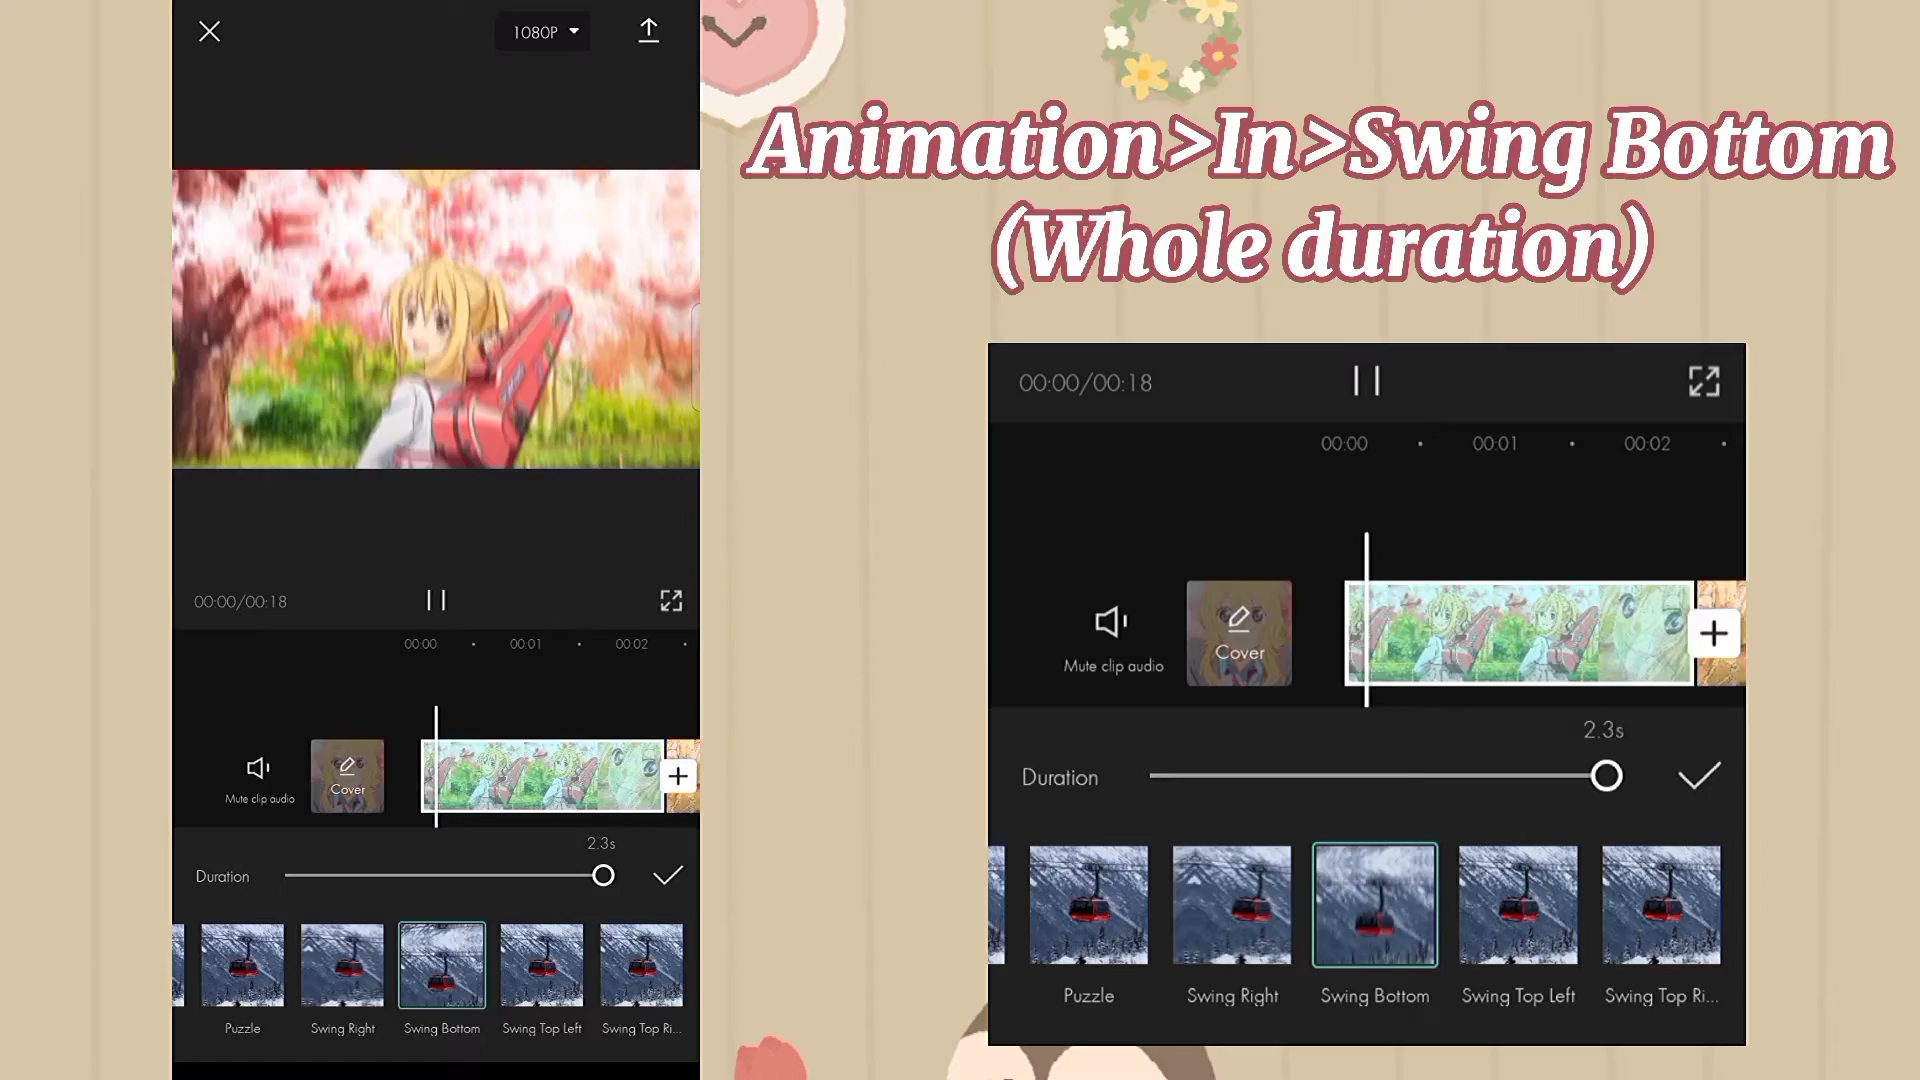 1080P
Animation>In>Swing Bottom
(Whole duration)
00:00/00:18
00:00 00:01 00:02
Mute clip audio
Cover
2.3s
Duration
Puzzle
Swing Right
Swing Bottom
Swing Top Left
Swing Top Ri...
00:00/00:18
00:00 00:01 00:02
Mute clip audio
Cover
2.3s
Duration
Puzzle
Swing Right
Swing Bottom
Swing Top Left
Swing Top Ri...